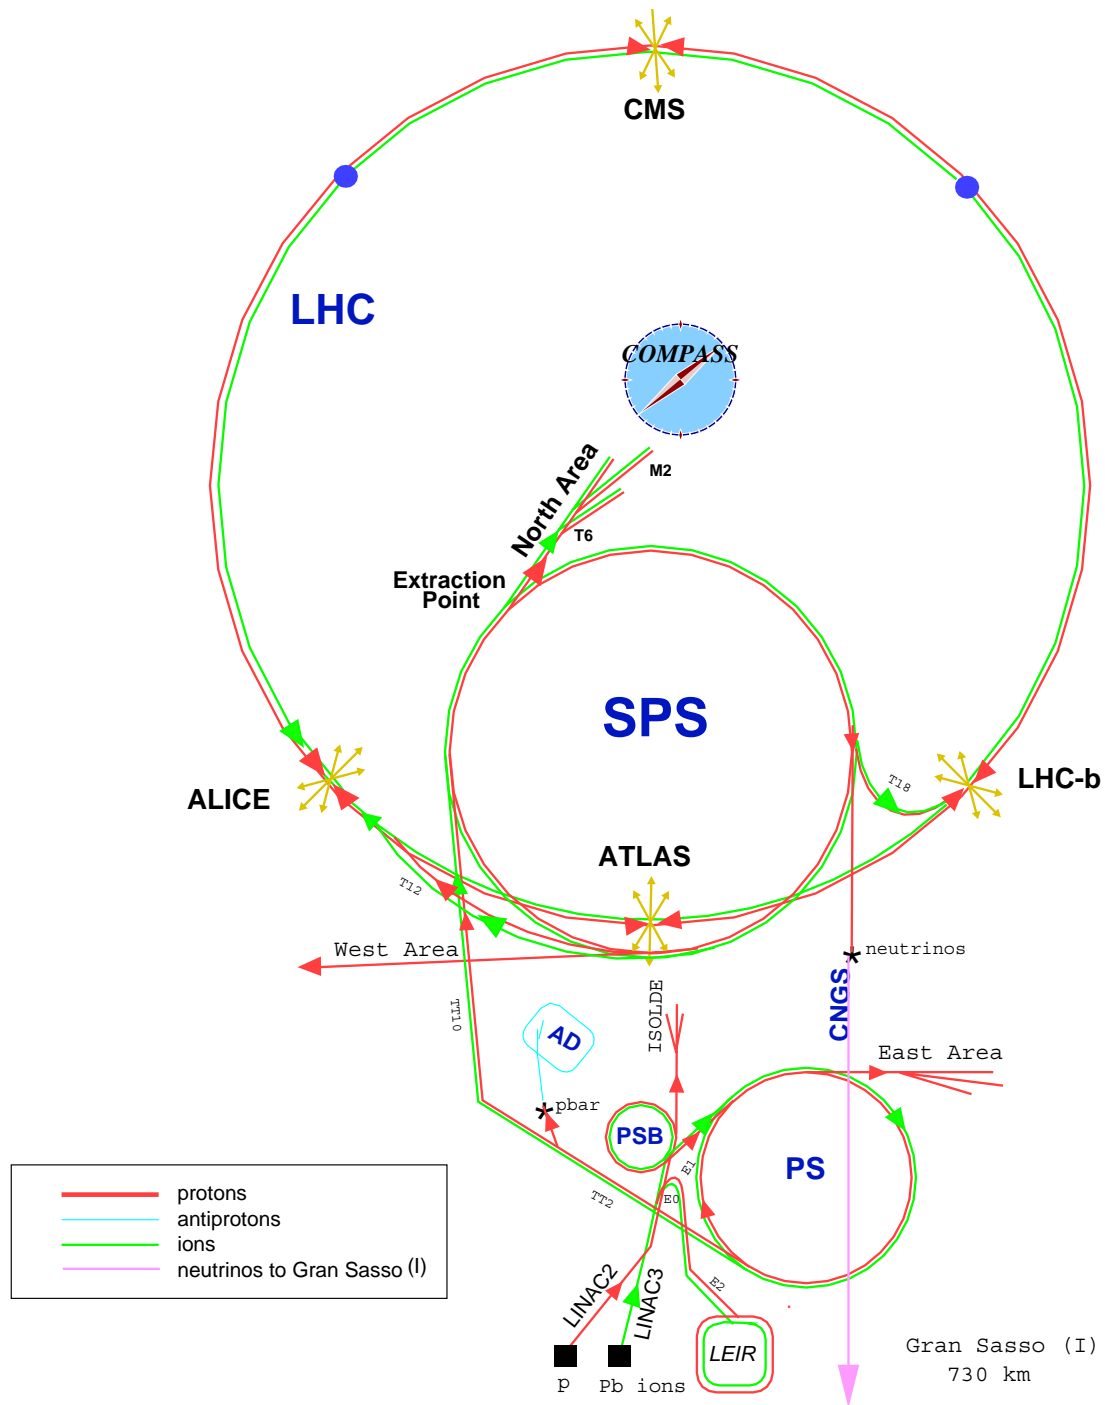 CMS
LHC
COMPASS
North Area
M2
T6
Extraction
Point
SPS
T18
LHC-b
ALICE
ATLAS
T12
West Area
neutrinos
CNGS
ISOLDE
TT10
AD
East Area
pbar
PSB
PS
E1
E0
TT2
E2
protons
antiprotons
ions
neutrinos to Gran Sasso (I)
LINAC2
LINAC3
LEIR
Gran Sasso (I)
730 km
p
Pb ions